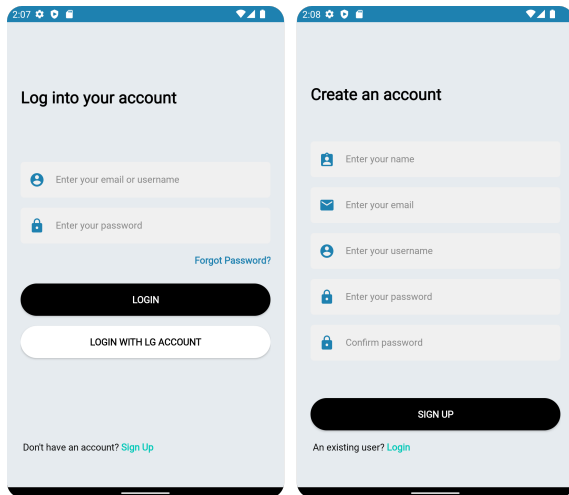 2:07
Log into your account
Enter your email or username
Enter your password
Forgot Password?
LOGIN
LOGIN WITH LG ACCOUNT
Don't have an account? Sign Up
2:08
Create an account
Enter your name
Enter your email
Enter your username
Enter your password
Confirm password
SIGN UP
An existing user? Login